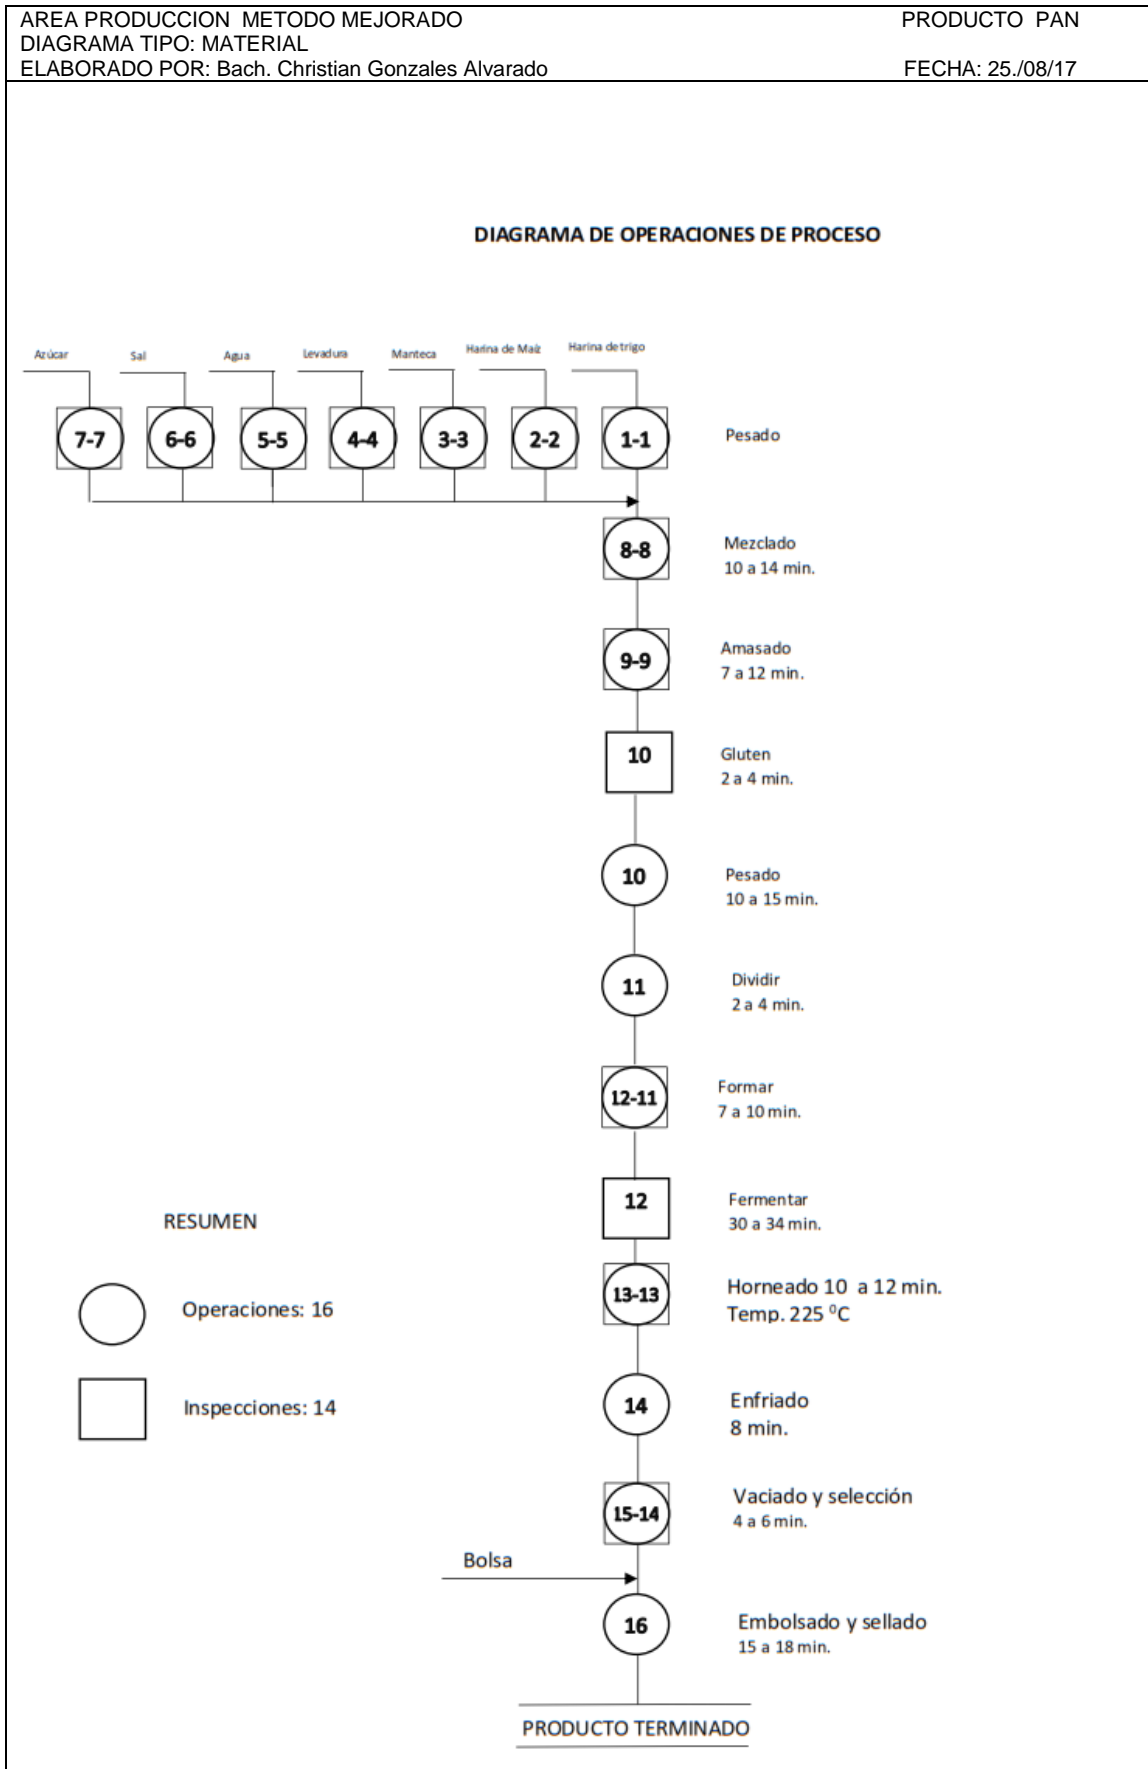 AREA PRODUCCION METODO MEJORADO PRODUCTO PAN
DIAGRAMA TIPO: MATERIAL
ELABORADO POR: Bach. Christian Gonzales Alvarado FECHA: 25./08/17
DIAGRAMA DE OPERACIONES DE PROCESO
Azúcar Sal Agua Levadura Manteca Harina de Maíz Harina de trigo
7-7 6-6 5-5 4-4 3-3 2-2 1-1 Pesado
8-8 Mezclado
10 a 14 min.
9-9 Amasado
7 a 12 min.
10 Gluten
2 a 4 min.
10 Pesado
10 a 15 min.
11 Dividir
2 a 4 min.
12-11 Formar
7 a 10 min.
12 Fermentar
30 a 34 min.
RESUMEN
13-13 Horneado 10 a 12 min.
Temp. 225 ⁰C
Operaciones: 16
14 Enfriado
8 min.
Inspecciones: 14
15-14 Vaciado y selección
4 a 6 min.
Bolsa
16 Embolsado y sellado
15 a 18 min.
PRODUCTO TERMINADO